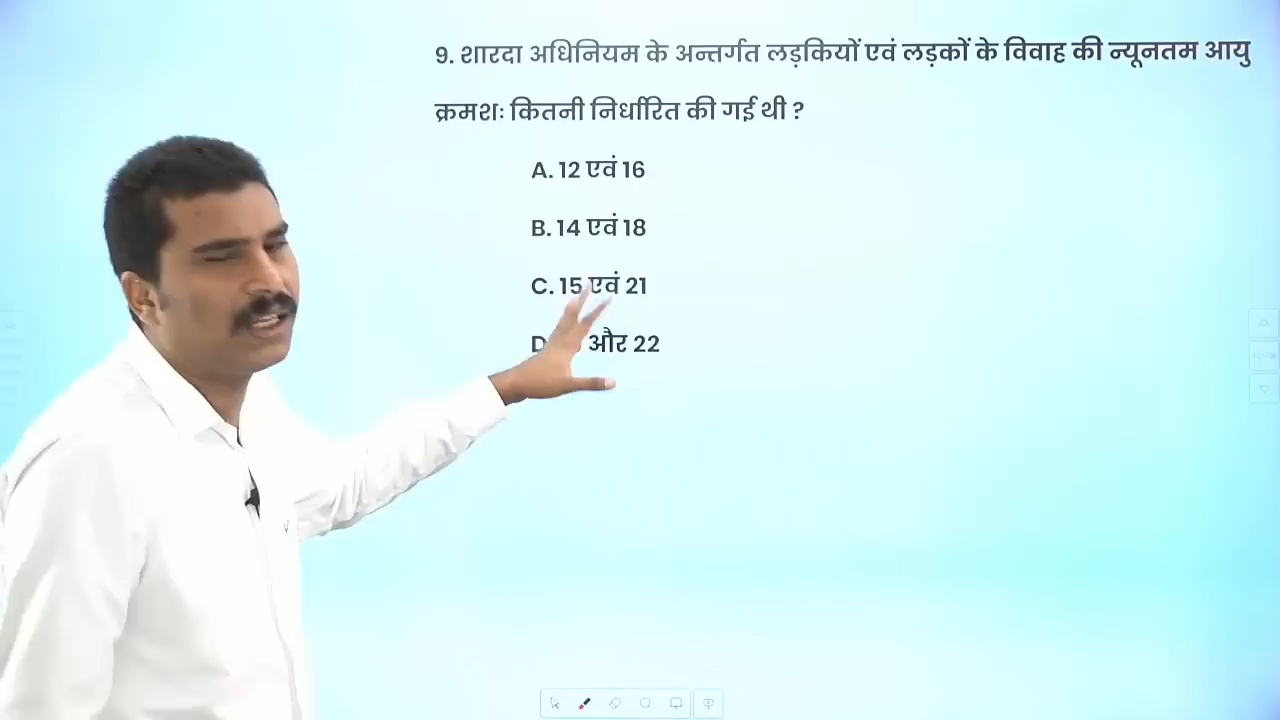 9. शारदा अधिनियम के अन्तर्गत लड़कियों एवं लड़कों के विवाह की न्यूनतम आयु
क्रमशः कितनी निर्धारित की गई थी ?
A. 12 एवं 16
B. 14 एवं 18
C. 15 एवं 21
D और 22